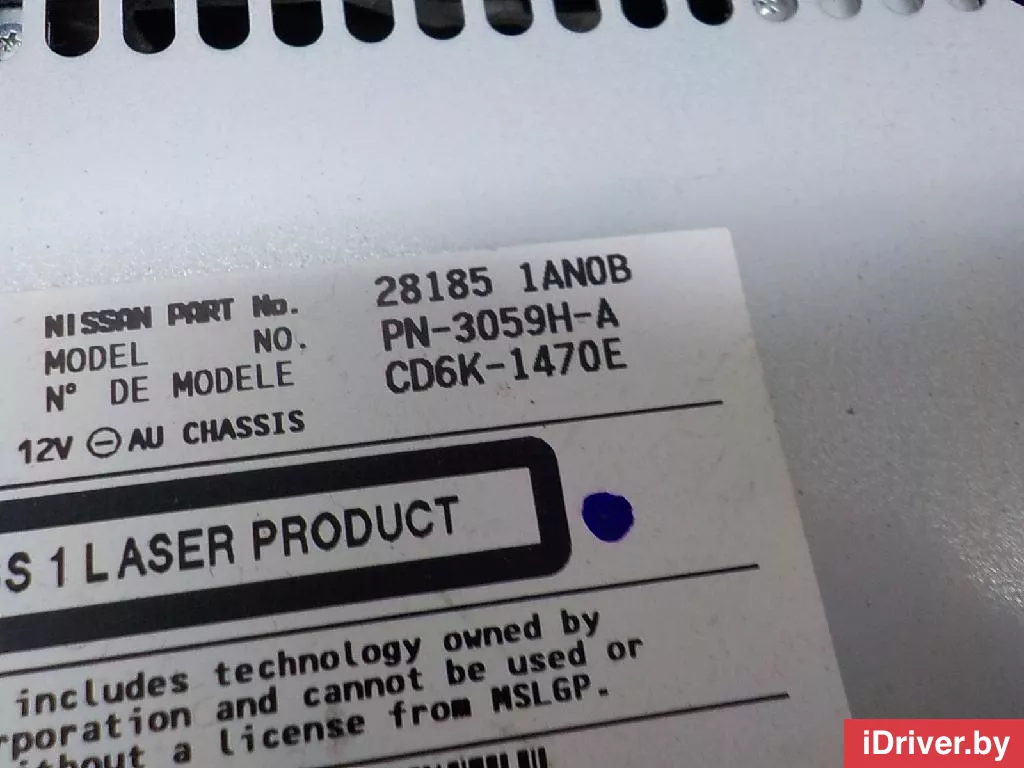 NISSAN PART No. 28185 1AN0B
MODEL NO. PN-3059H-A
N° DE MODELE CD6K-1470E
12V ⊖ AU CHASSIS
S 1 LASER PRODUCT
includes technology owned by
rporation and cannot be used or
ithout a license from MSLGP.
iDriver.by